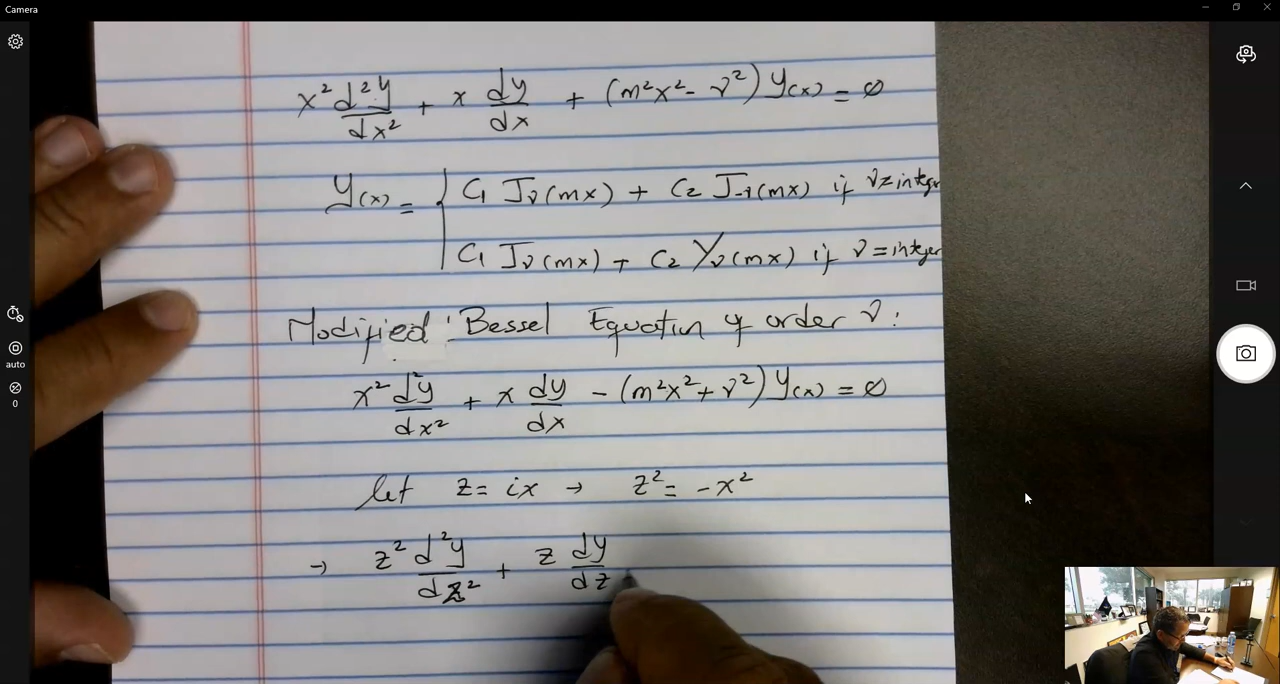 Camera
x² d²y/dx² + x dy/dx + (m²x² - ν²) y(x) = 0
y(x) = { C₁ Jν(mx) + C₂ J-ν(mx) if ν≠integer
C₁ Jν(mx) + C₂ Yν(mx) if ν = integer
Modified Bessel Equation of order ν:
x² d²y/dx² + x dy/dx - (m²x² + ν²) y(x) = 0
let z = ix → z² = -x²
→ z² d²y/dz² + z dy/dz
auto
0